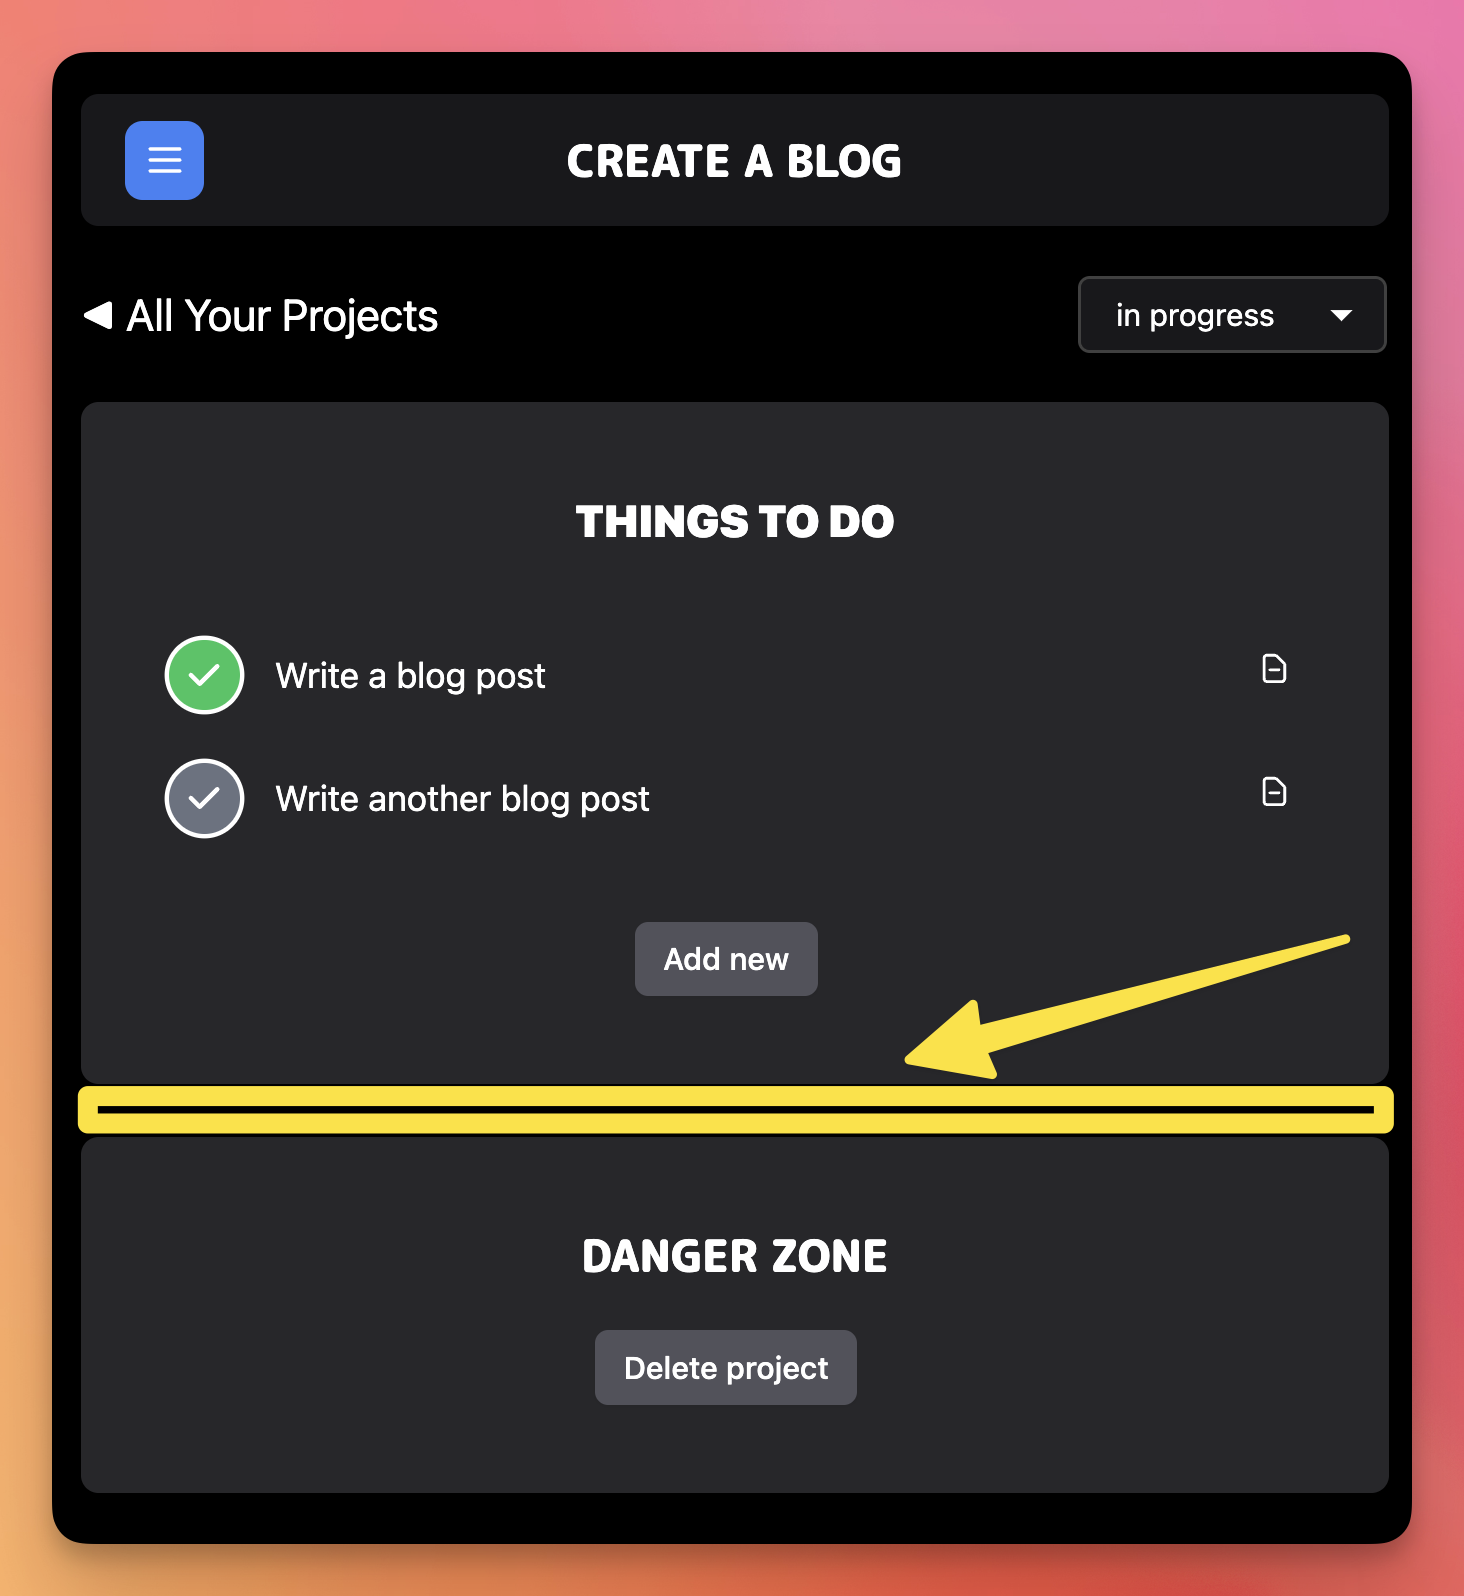 CREATE A BLOG
All Your Projects
in progress
THINGS TO DO
Write a blog post
Write another blog post
Add new
DANGER ZONE
Delete project